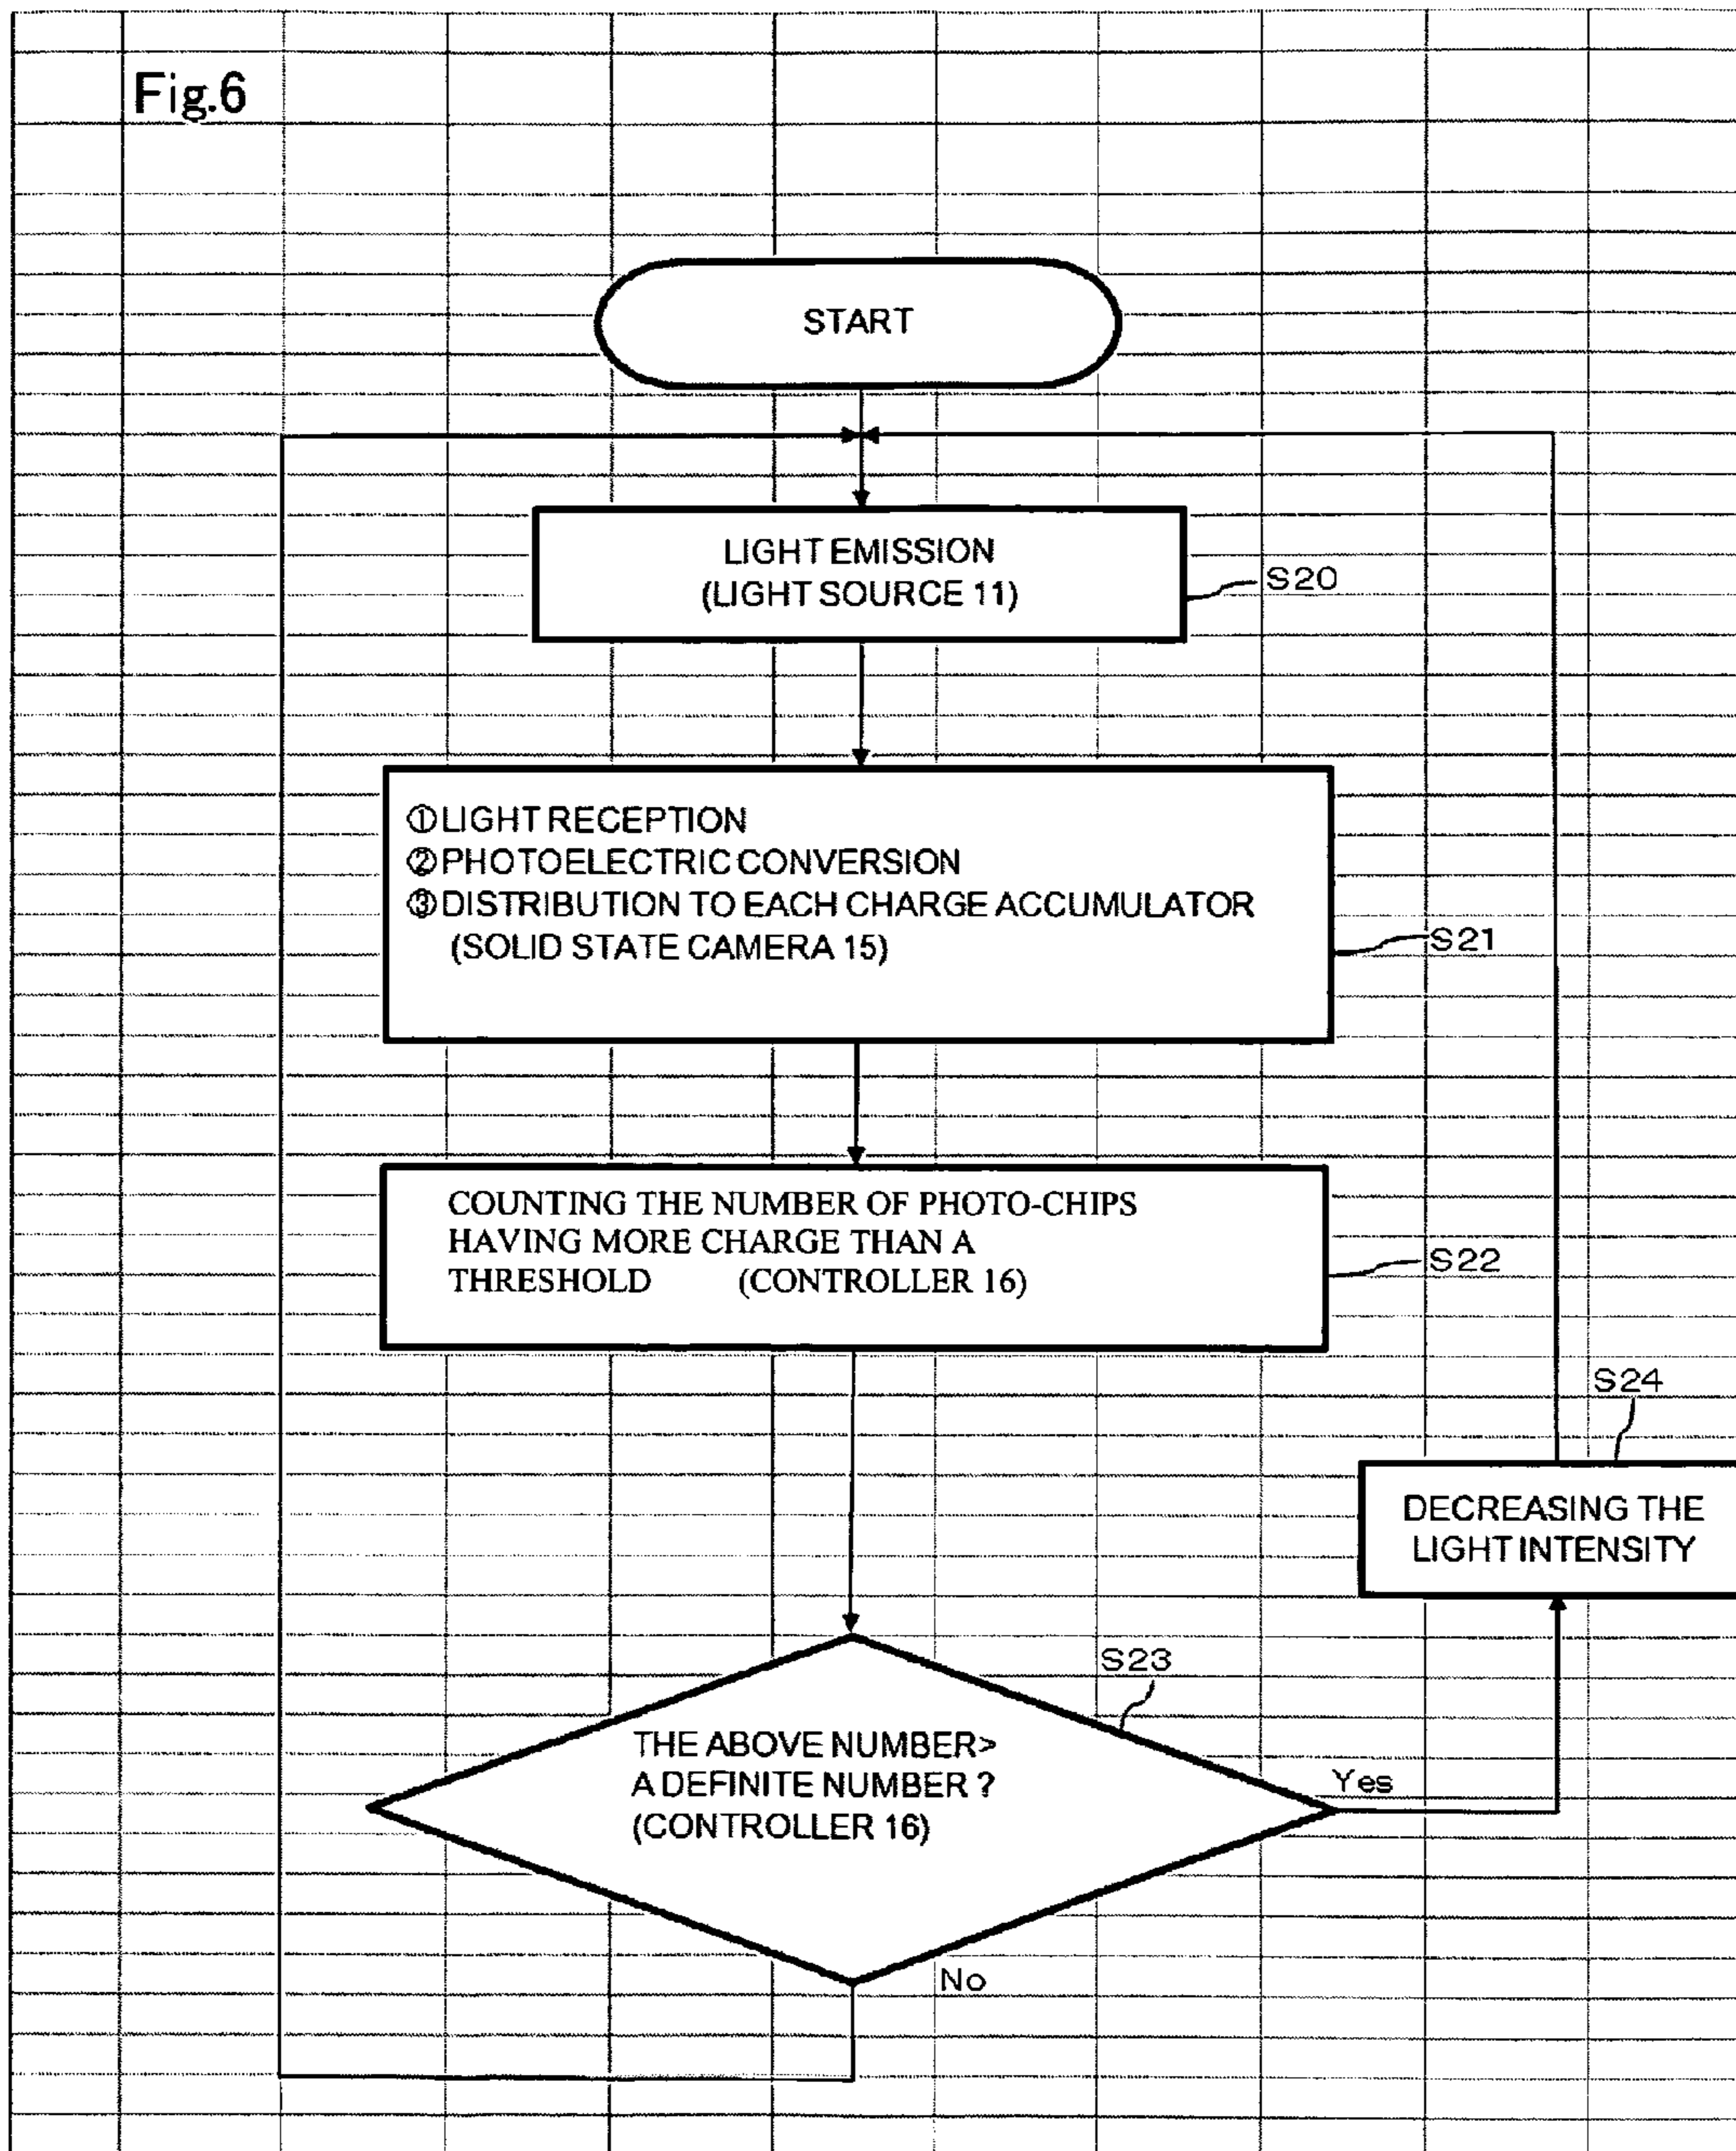 Fig.6
START
LIGHT EMISSION
(LIGHT SOURCE 11)
S20
①LIGHT RECEPTION
②PHOTOELECTRIC CONVERSION
③DISTRIBUTION TO EACH CHARGE ACCUMULATOR
(SOLID STATE CAMERA 15)
S21
COUNTING THE NUMBER OF PHOTO-CHIPS
HAVING MORE CHARGE THAN A
THRESHOLD (CONTROLLER 16)
S22
S24
DECREASING THE
LIGHT INTENSITY
S23
THE ABOVE NUMBER>
A DEFINITE NUMBER ?
(CONTROLLER 16)
Yes
No